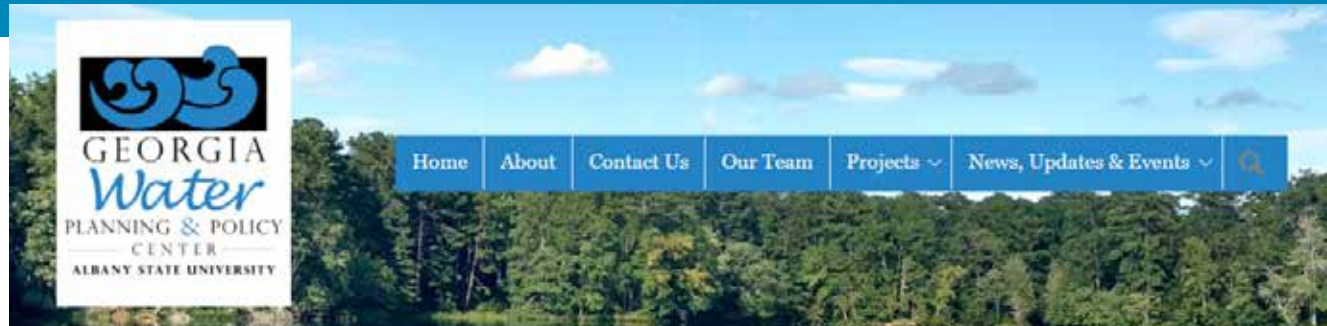 GEORGIA
Water
PLANNING & POLICY
CENTER
ALBANY STATE UNIVERSITY
Home
About
Contact Us
Our Team
Projects
News, Updates & Events